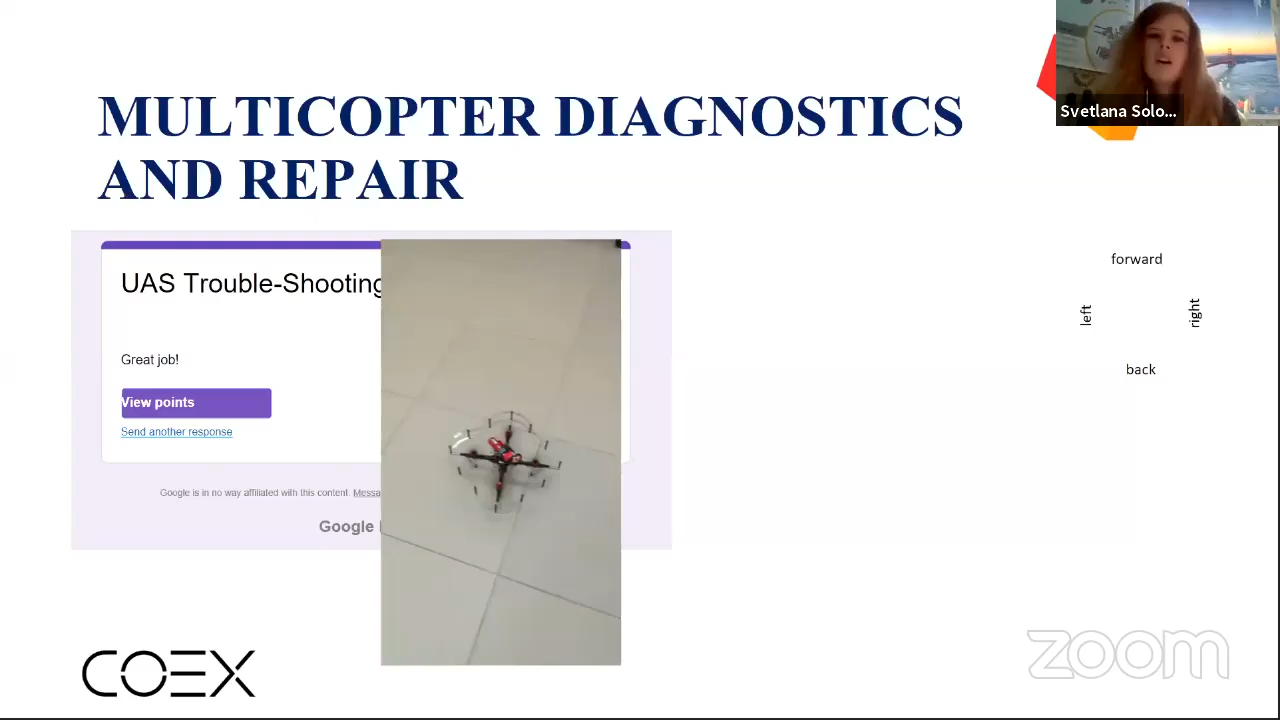 Svetlana Solo...
MULTICOPTER DIAGNOSTICS
AND REPAIR
UAS Trouble-Shooting
Great job!
View points
Send another response
Google is in no way affiliated with this content. Messa
Google
forward
left
right
back
COEX
zoom